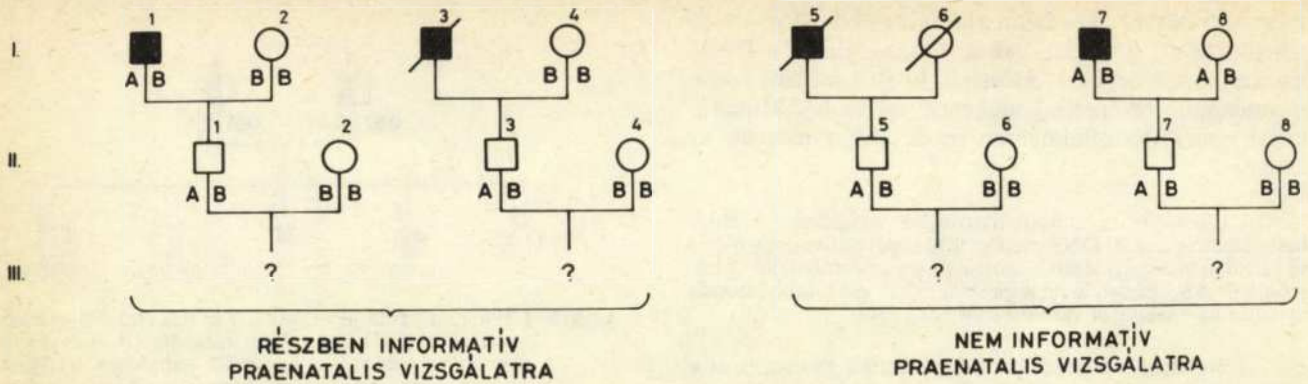 1 2 3 4 5 6 7 8
I.
A B B B B B A B A B
1 2 3 4 5 6 7 8
II.
A B B B A B B B A B B B A B B B
III. ? ? ? ?
RÉSZBEN INFORMATÍV
PRAENATALIS VIZSGÁLATRA
NEM INFORMATÍV
PRAENATALIS VIZSGÁLATRA